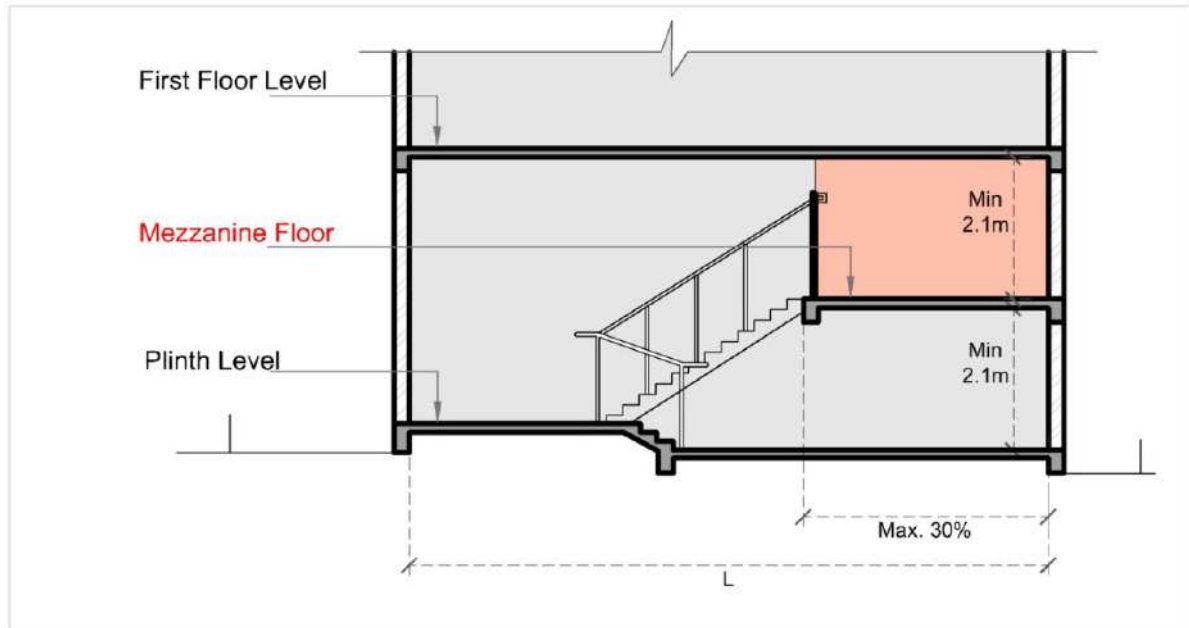 First Floor Level
Mezzanine Floor
Min
2.1m
Plinth Level
Min
2.1m
Max. 30%
L